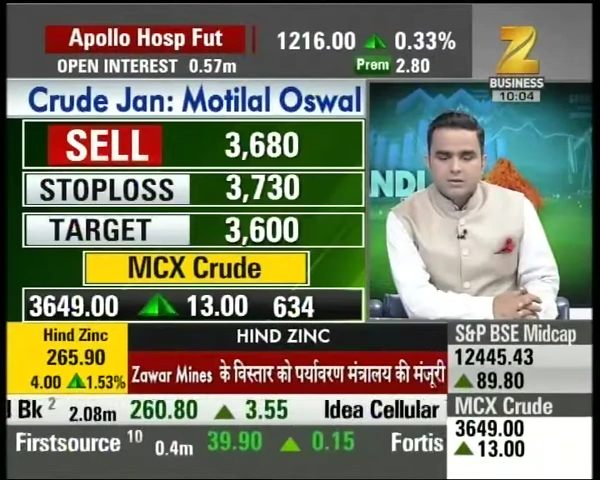 Apollo Hosp Fut
1216.00 0.33%
OPEN INTEREST 0.57m
Prem 2.80
Z
BUSINESS
10:04
Crude Jan: Motilal Oswal
SELL 3,680
STOPLOSS 3,730
TARGET 3,600
MCX Crude
3649.00 13.00 634
NDI
Hind Zinc
265.90
4.00 1.53%
HIND ZINC
Zawar Mines के विस्तार को पर्यावरण मंत्रालय की मंजूरी
S&P BSE Midcap
12445.43
89.80
l Bk 2 2.08m 260.80 3.55 Idea Cellular
MCX Crude
3649.00
13.00
Firstsource 10 0.4m 39.90 0.15 Fortis